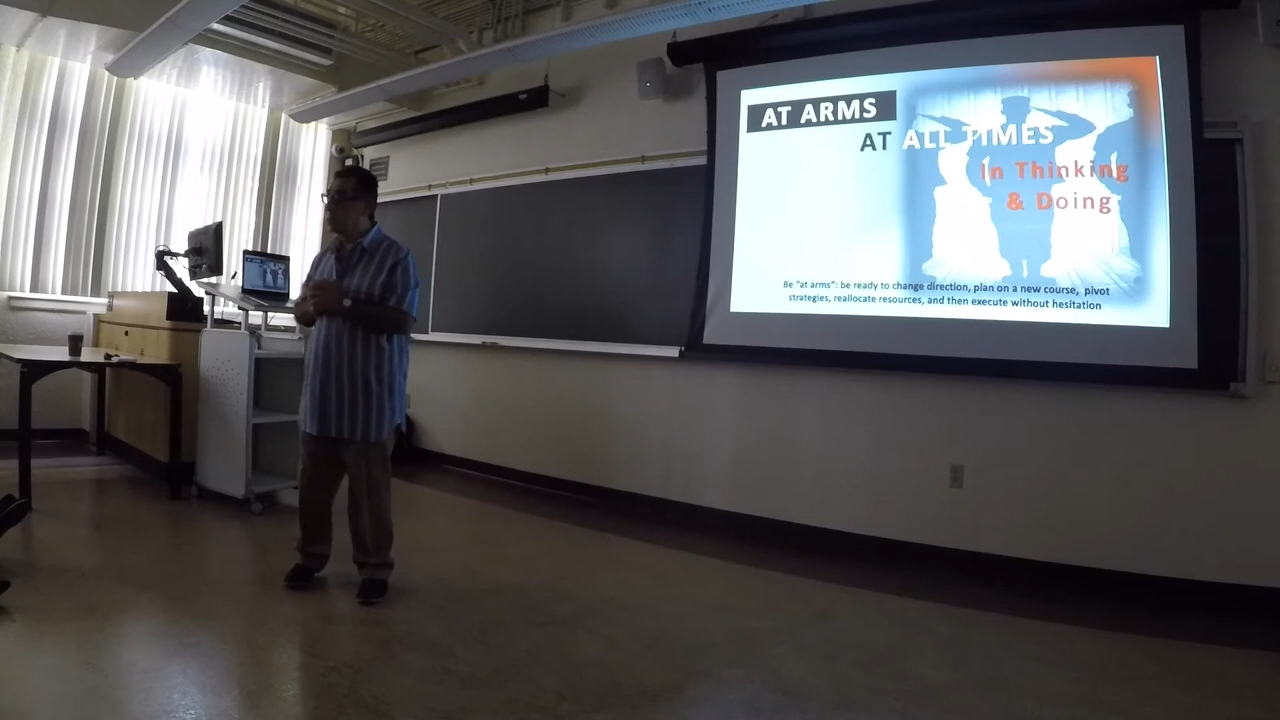 AT ARMS
AT ALL TIMES
In Thinking
& Doing
Be "at arms": be ready to change direction, plan on a new course, pivot
strategies, reallocate resources, and then execute without hesitation